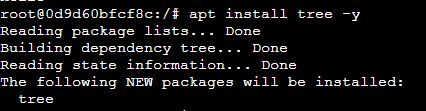 root@0d9d60bfcf8c:/# apt install tree -y
Reading package lists... Done
Building dependency tree... Done
Reading state information... Done
The following NEW packages will be installed:
  tree